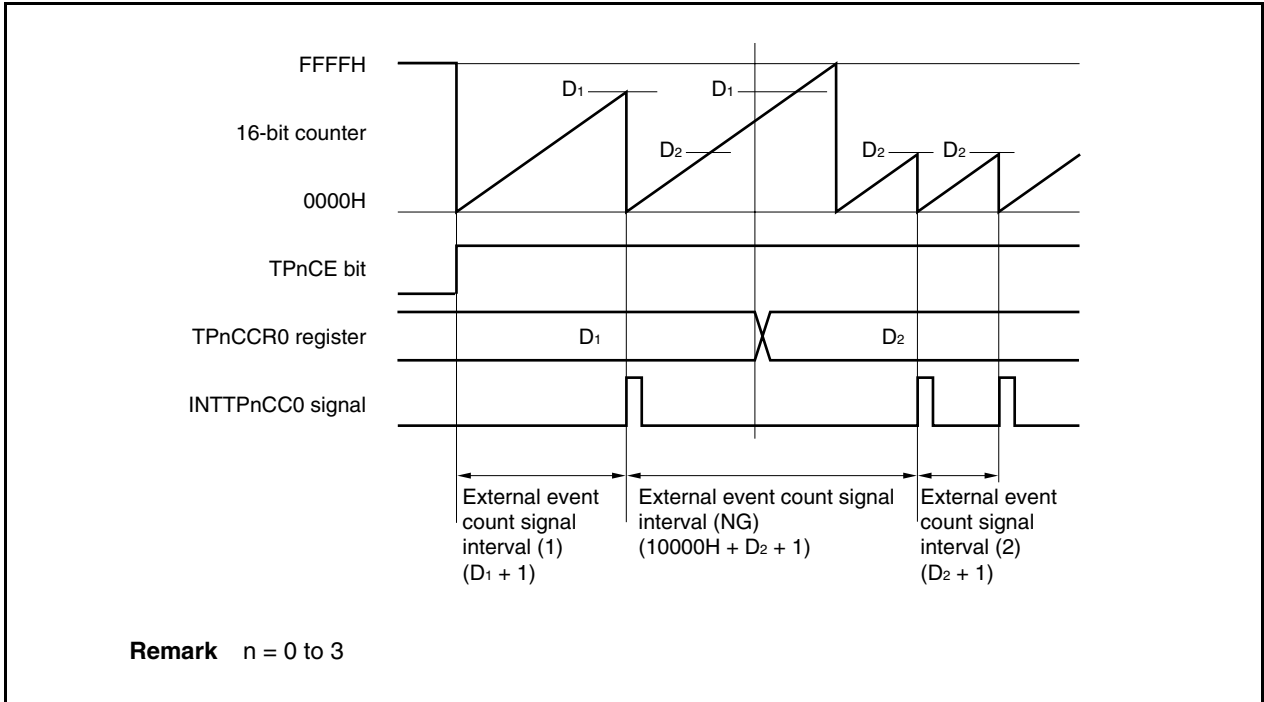 FFFFH
D1
D1
16-bit counter
D2
D2
D2
0000H
TPnCE bit
TPnCCR0 register
D1
D2
INTTPnCC0 signal
External event
count signal
interval (1)
(D1 + 1)
External event count signal
interval (NG)
(10000H + D2 + 1)
External event
count signal
interval (2)
(D2 + 1)
Remark n = 0 to 3